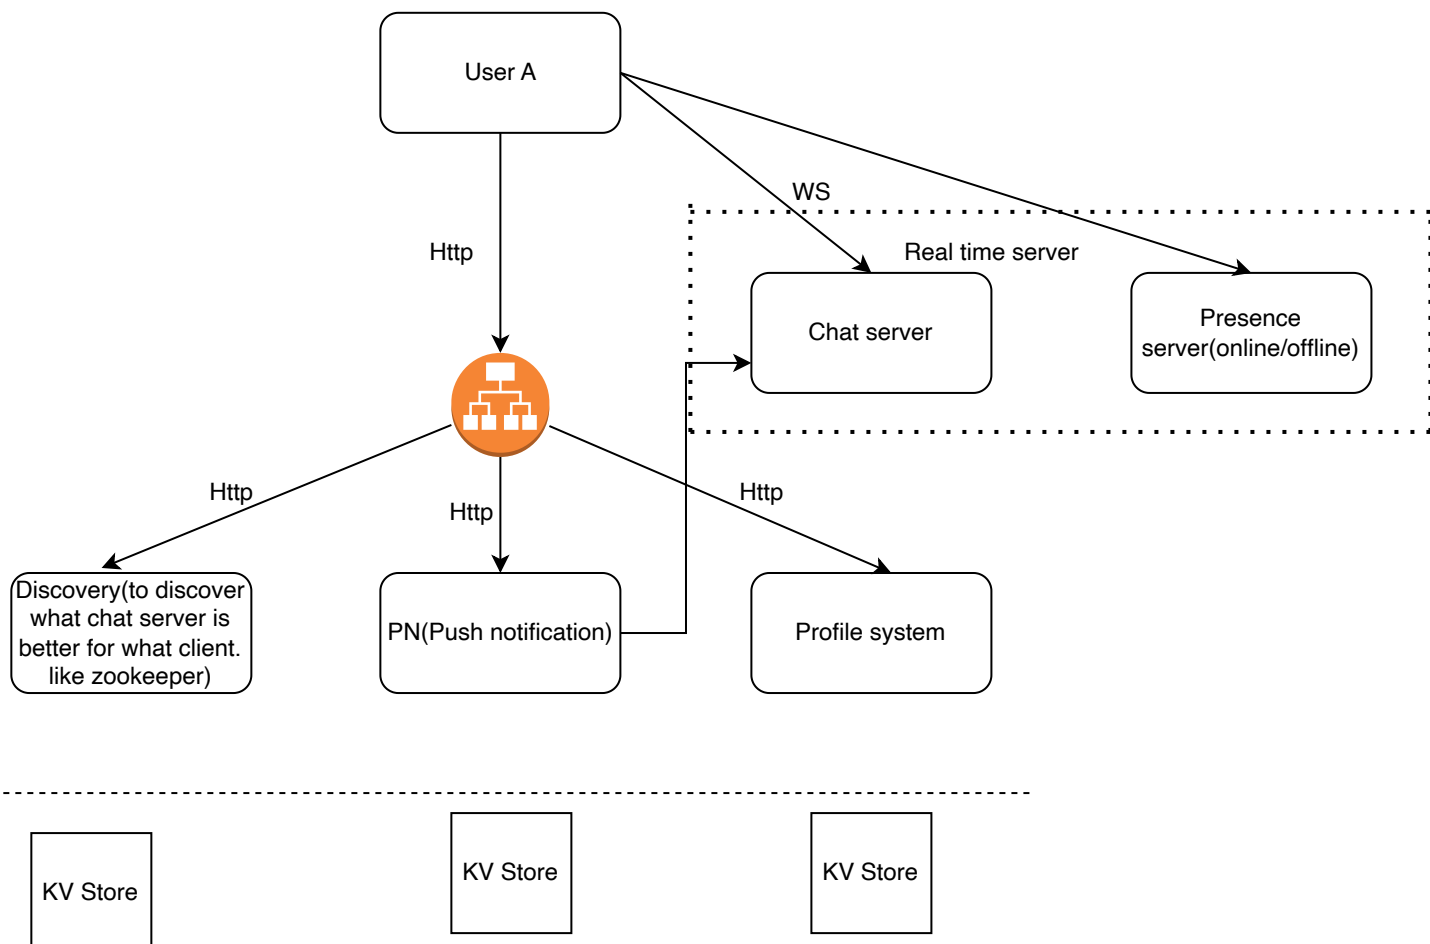 User A
WS
Http
Real time server
Chat server
Presence
server(online/offline)
Http
Http
Http
Discovery(to discover
what chat server is
better for what client.
like zookeeper)
PN(Push notification)
Profile system
KV Store
KV Store
KV Store